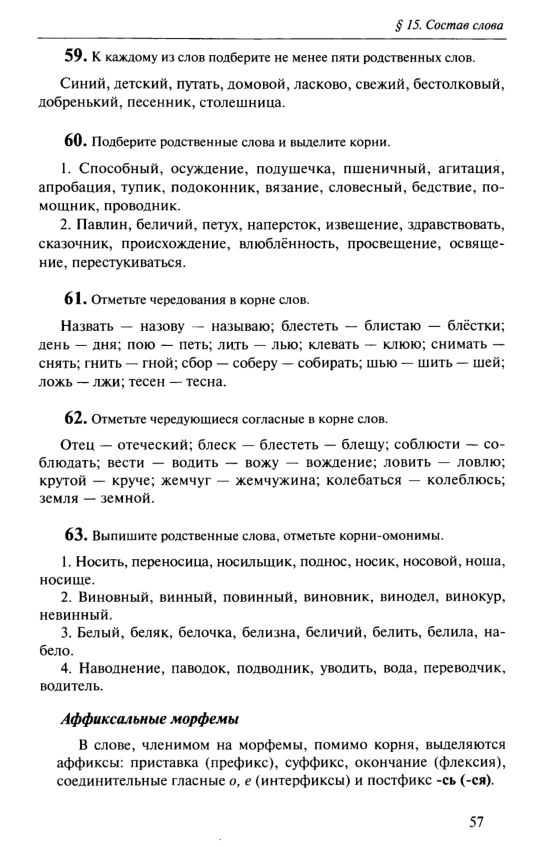 § 15. Состав слова
59. К каждому из слов подберите не менее пяти родственных слов.
Синий, детский, путать, домовой, ласково, свежий, бестолковый,
добренький, песенник, столешница.
60. Подберите родственные слова и выделите корни.
1. Способный, осуждение, подушечка, пшеничный, агитация,
апробация, тупик, подоконник, вязание, словесный, бедствие, по-
мощник, проводник.
2. Павлин, беличий, петух, наперсток, извещение, здравствовать,
сказочник, происхождение, влюблённость, просвещение, освяще-
ние, перестукиваться.
61. Отметьте чередования в корне слов.
Назвать — назову — называю; блестеть — блистаю — блёстки;
день — дня; пою — петь; лить — лью; клевать — клюю; снимать —
снять; гнить — гной; сбор — соберу — собирать; шью — шить — шей;
ложь — лжи; тесен — тесна.
62. Отметьте чередующиеся согласные в корне слов.
Отец — отеческий; блеск — блестеть — блещу; соблюсти — со-
блюдать; вести — водить — вожу — вождение; ловить — ловлю;
крутой — круче; жемчуг — жемчужина; колебаться — колеблюсь;
земля — земной.
63. Выпишите родственные слова, отметьте корни-омонимы.
1. Носить, переносица, носильщик, поднос, носик, носовой, ноша,
носище.
2. Виновный, винный, повинный, виновник, винодел, винокур,
невинный.
3. Белый, беляк, белочка, белизна, беличий, белить, белила, на-
бело.
4. Наводнение, паводок, подводник, уводить, вода, переводчик,
водитель.
Аффиксальные морфемы
В слове, членимом на морфемы, помимо корня, выделяются
аффиксы: приставка (префикс), суффикс, окончание (флексия),
соединительные гласные о, е (интерфиксы) и постфикс -сь (-ся).
57